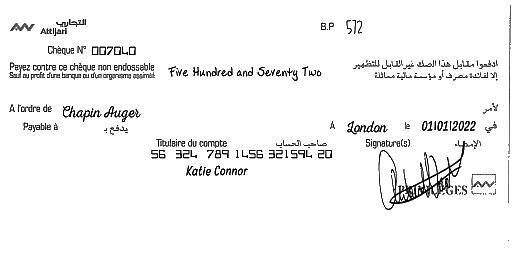 التجاري
Attijari
B.P 572
Chèque N° 007040
Payez contre ce chèque non endossable
Sauf au profit d'une banque ou d'un organisme assimilé
Five Hundred and Seventy Two
ادفعوا مقابل هذا الصك غير القابل للتظهير
إلا لفائدة مصرف أو مؤسسة مالية مماثلة
A l'ordre de Chapin Auger لأمر
Payable à يدفع بـ
A London le 01/01/2022 في
Titulaire du compte صاحب الحساب
Signature(s) الإمضاء
56 324 789 1456 321594 20
Katie Connor
PRIVILEGES